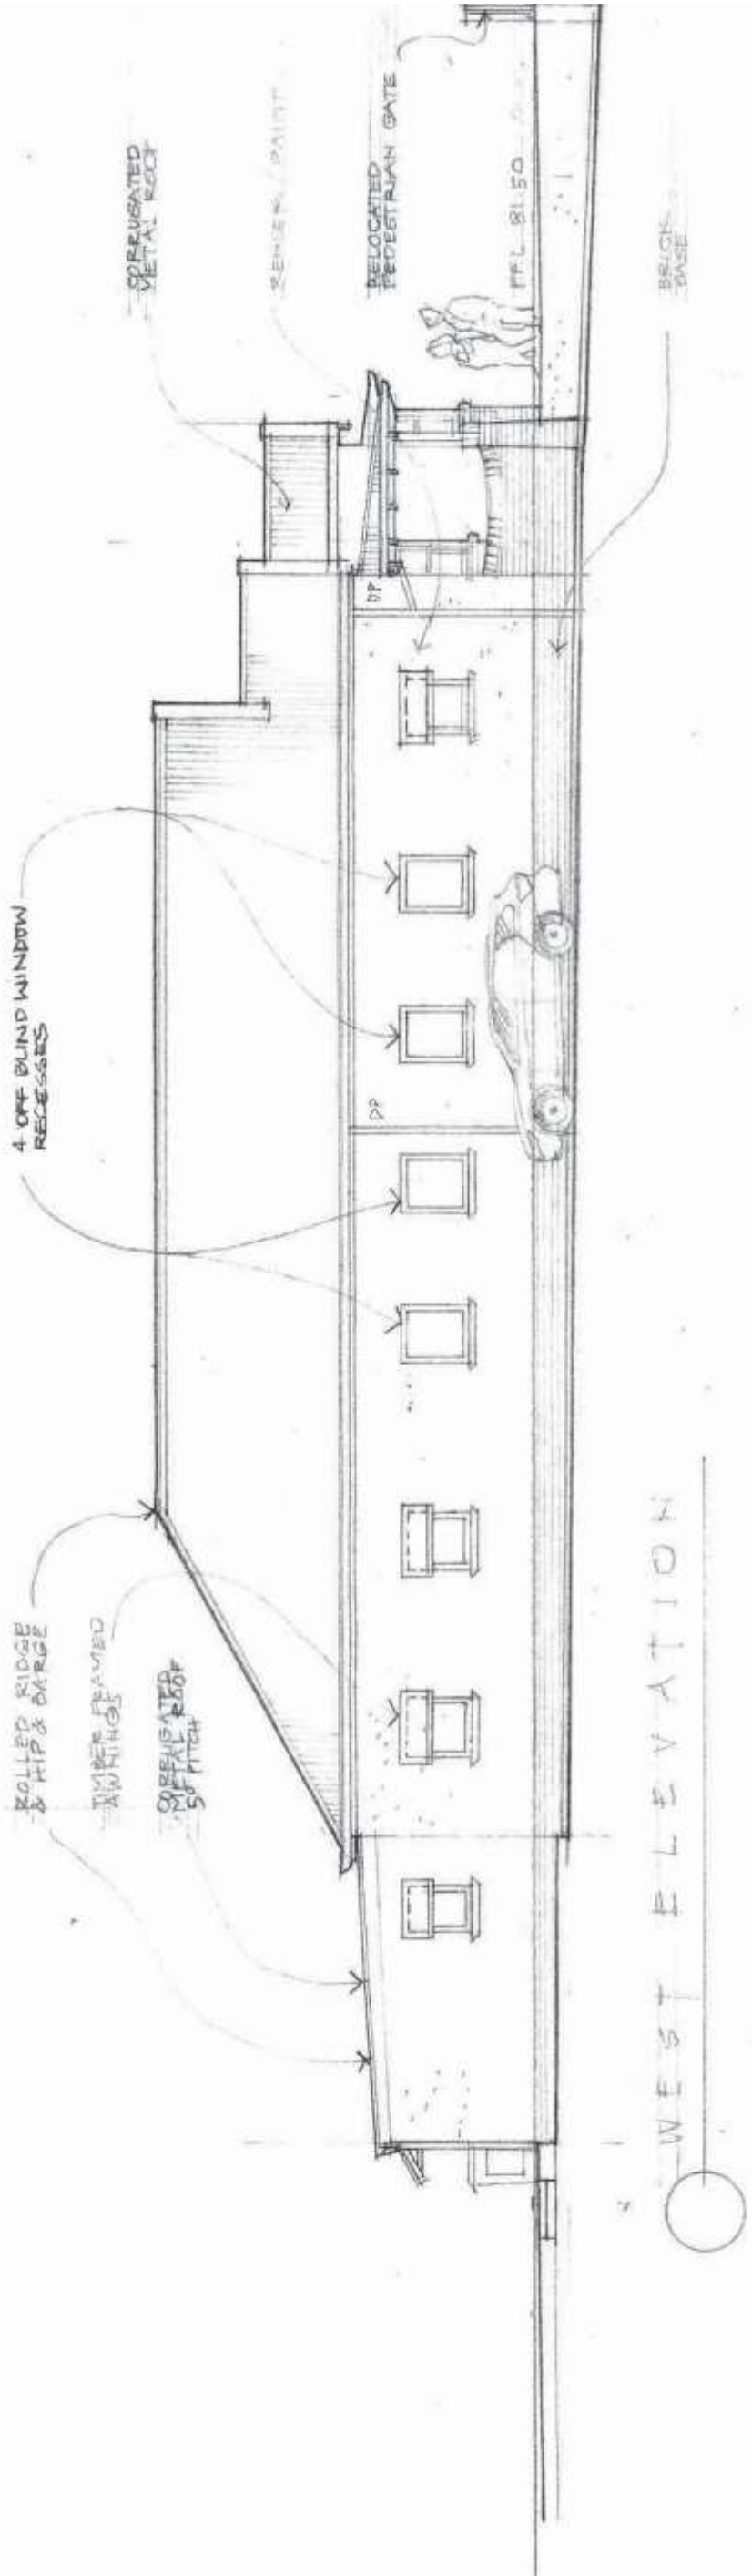 ROLLED RIDGE
& HIP & BARGE
TIMBER FRAMED
AWNINGS
CORRUGATED
METAL ROOF
5° PITCH
4 OFF BLIND WINDOW
RECESSES
CORRUGATED
METAL ROOF
RENDER / PAINT
RELOCATED
PEDESTRIAN GATE
DP
DP
FFL 81.50
BRICK
BASE
WEST ELEVATION